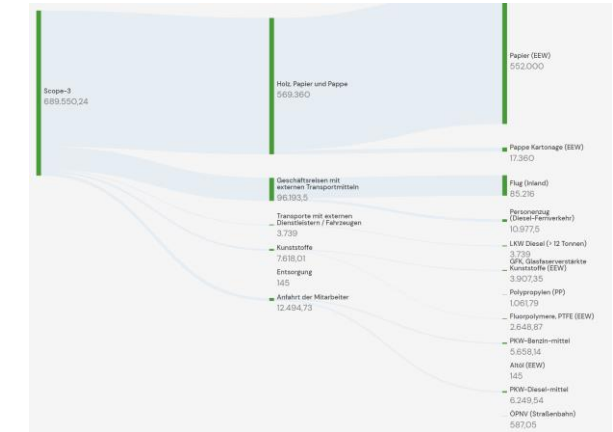 Scope-3
689.550,24
Holz, Papier und Pappe
569.360
Geschäftsreisen mit
externen Transportmitteln
96.193,5
Transporte mit externen
Dienstleistern / Fahrzeugen
3.739
Kunststoffe
7.618,01
Entsorgung
145
Anfahrt der Mitarbeiter
12.494,73
Papier (EEW)
552.000
Pappe Kartonage (EEW)
17.360
Flug (Inland)
85.216
Personenzug
(Diesel-Fernverkehr)
10.977,5
LKW Diesel (> 12 Tonnen)
3.739
GFK, Glasfaserverstärkte
Kunststoffe (EEW)
3.907,35
Polypropylen (PP)
1.061,79
Fluorpolymere, PTFE (EEW)
2.648,87
PKW-Benzin-mittel
5.658,14
Altöl (EEW)
145
PKW-Diesel-mittel
6.249,54
ÖPNV (Straßenbahn)
587,05